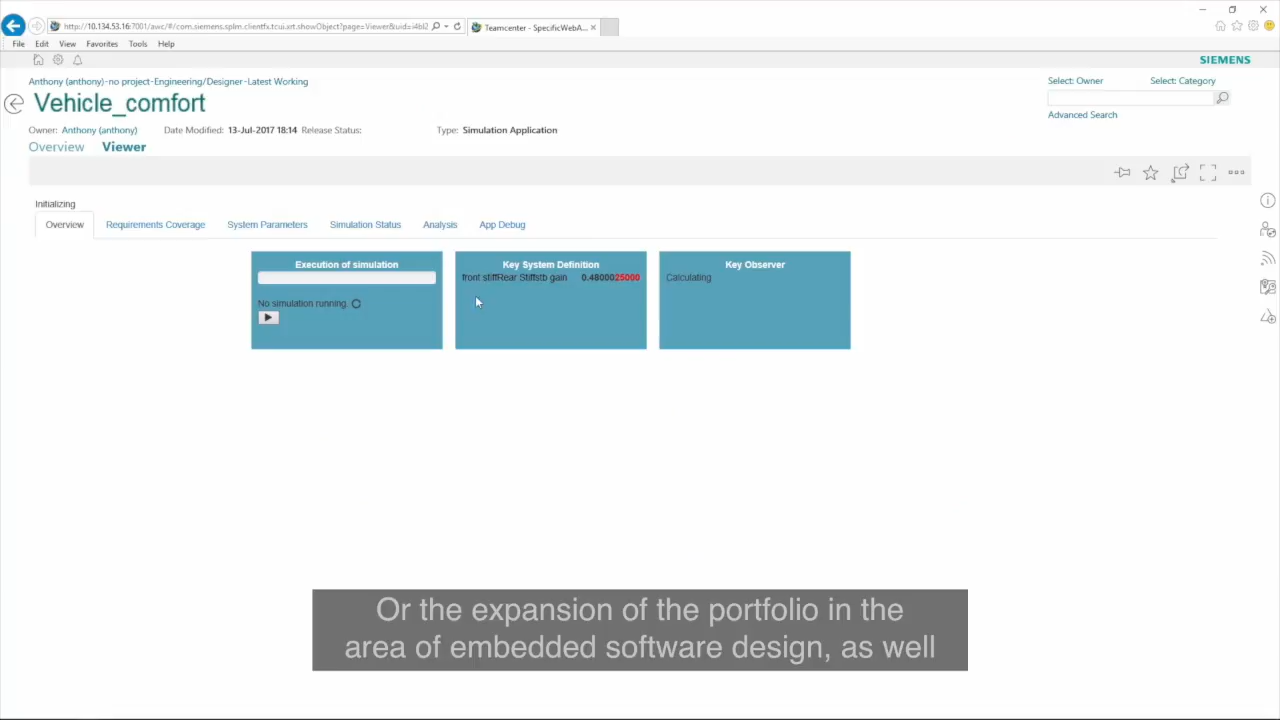 http://10.134.53.16:7001/awc/#/com.siemens.splm.clientfx.tcui.xrt.showObject?page=Viewer&uid=i4bl2
Teamcenter - SpecificWebA...
File Edit View Favorites Tools Help
SIEMENS
Anthony (anthony)-no project-Engineering/Designer-Latest Working
Select: Owner Select: Category
Vehicle_comfort
Advanced Search
Owner: Anthony (anthony) Date Modified: 13-Jul-2017 18:14 Release Status: Type: Simulation Application
Overview Viewer
Initializing
Overview Requirements Coverage System Parameters Simulation Status Analysis App Debug
Execution of simulation
No simulation running.
Key System Definition
front stiffRear Stiffstb gain 0.4800025000
Key Observer
Calculating
Or the expansion of the portfolio in the
area of embedded software design, as well